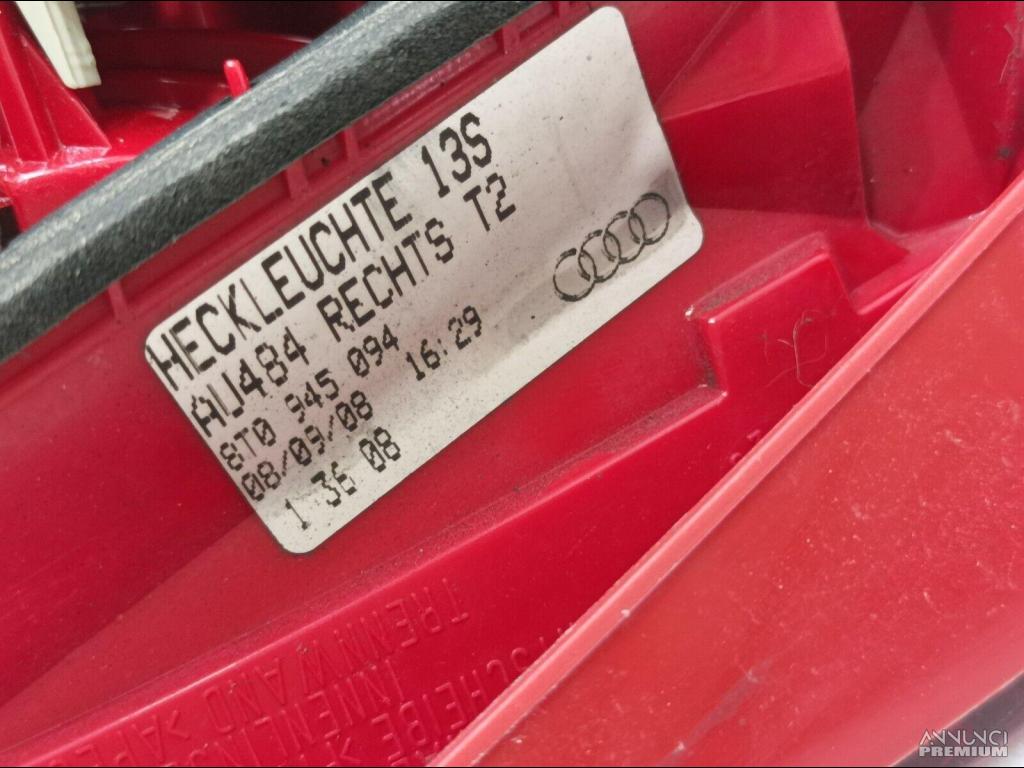 HECKLEUCHTE 13S
AU484 RECHTS T2
8T0 945 094
08/09/08 16:29
1 36 08
TRENNWAND
ANNUNCI
PREMIUM